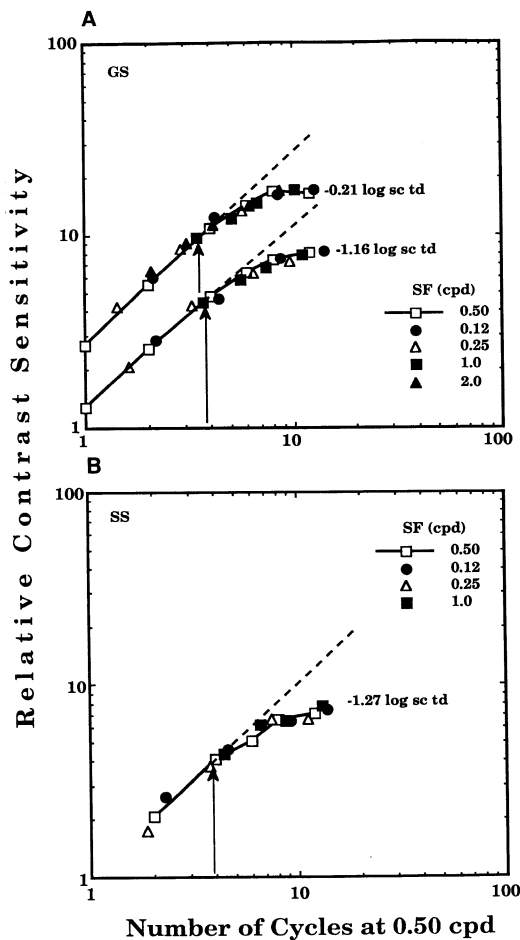 A
100
GS
-0.21 log sc td
10
-1.16 log sc td
SF (cpd)
0.50
0.12
0.25
1.0
2.0
1
1
10
100
B
100
SS
SF (cpd)
0.50
0.12
0.25
1.0
10
-1.27 log sc td
1
1
10
100
Relative Contrast Sensitivity
Number of Cycles at 0.50 cpd